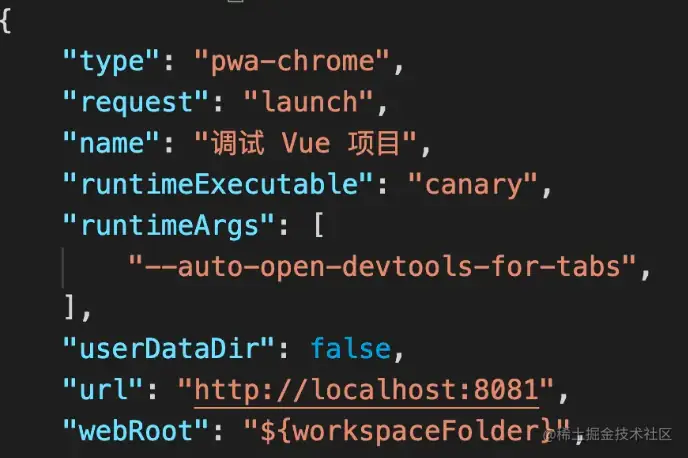 {
"type": "pwa-chrome",
"request": "launch",
"name": "调试 Vue 项目",
"runtimeExecutable": "canary",
"runtimeArgs": [
"--auto-open-devtools-for-tabs",
],
"userDataDir": false,
"url": "http://localhost:8081",
"webRoot": "${workspaceFolder}",
@稀土掘金技术社区